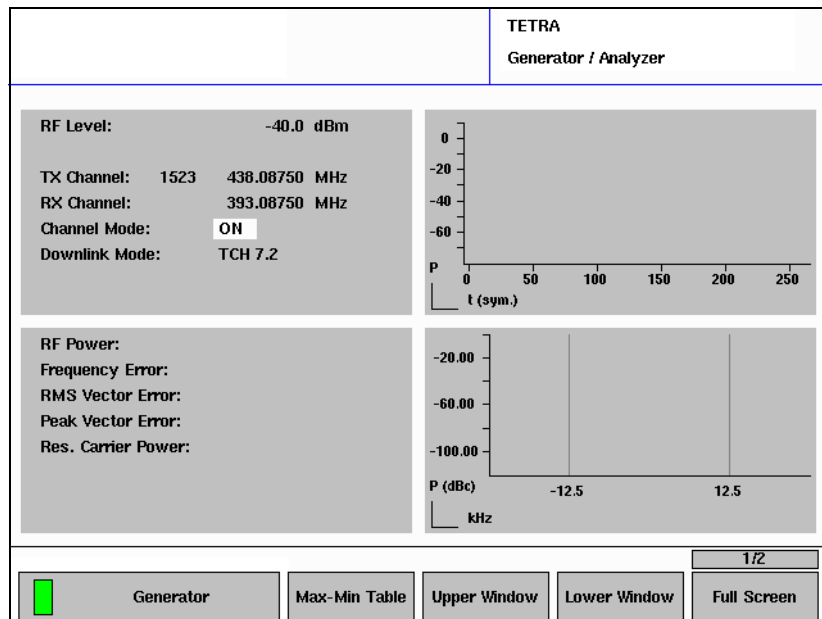 TETRA
Generator / Analyzer
RF Level: -40.0 dBm
TX Channel: 1523 438.08750 MHz
RX Channel: 393.08750 MHz
Channel Mode: ON
Downlink Mode: TCH 7.2
0
-20
-40
-60
P
0 50 100 150 200 250
t (sym.)
RF Power:
Frequency Error:
RMS Vector Error:
Peak Vector Error:
Res. Carrier Power:
-20.00
-60.00
-100.00
P (dBc)
-12.5 12.5
kHz
1/2
Generator Max-Min Table Upper Window Lower Window Full Screen